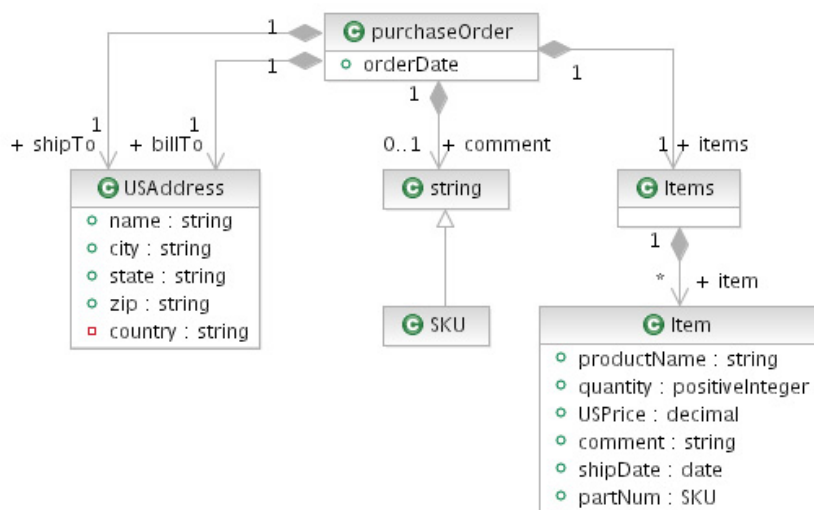 C purchaseOrder
orderDate
1
1
1
1
1
+ shipTo
1
+ billTo
0..1 + comment
1 + items
C USAddress
name : string
city : string
state : string
zip : string
country : string
C string
C Items
1
* + item
C SKU
C Item
productName : string
quantity : positiveInteger
USPrice : decimal
comment : string
shipDate : date
partNum : SKU